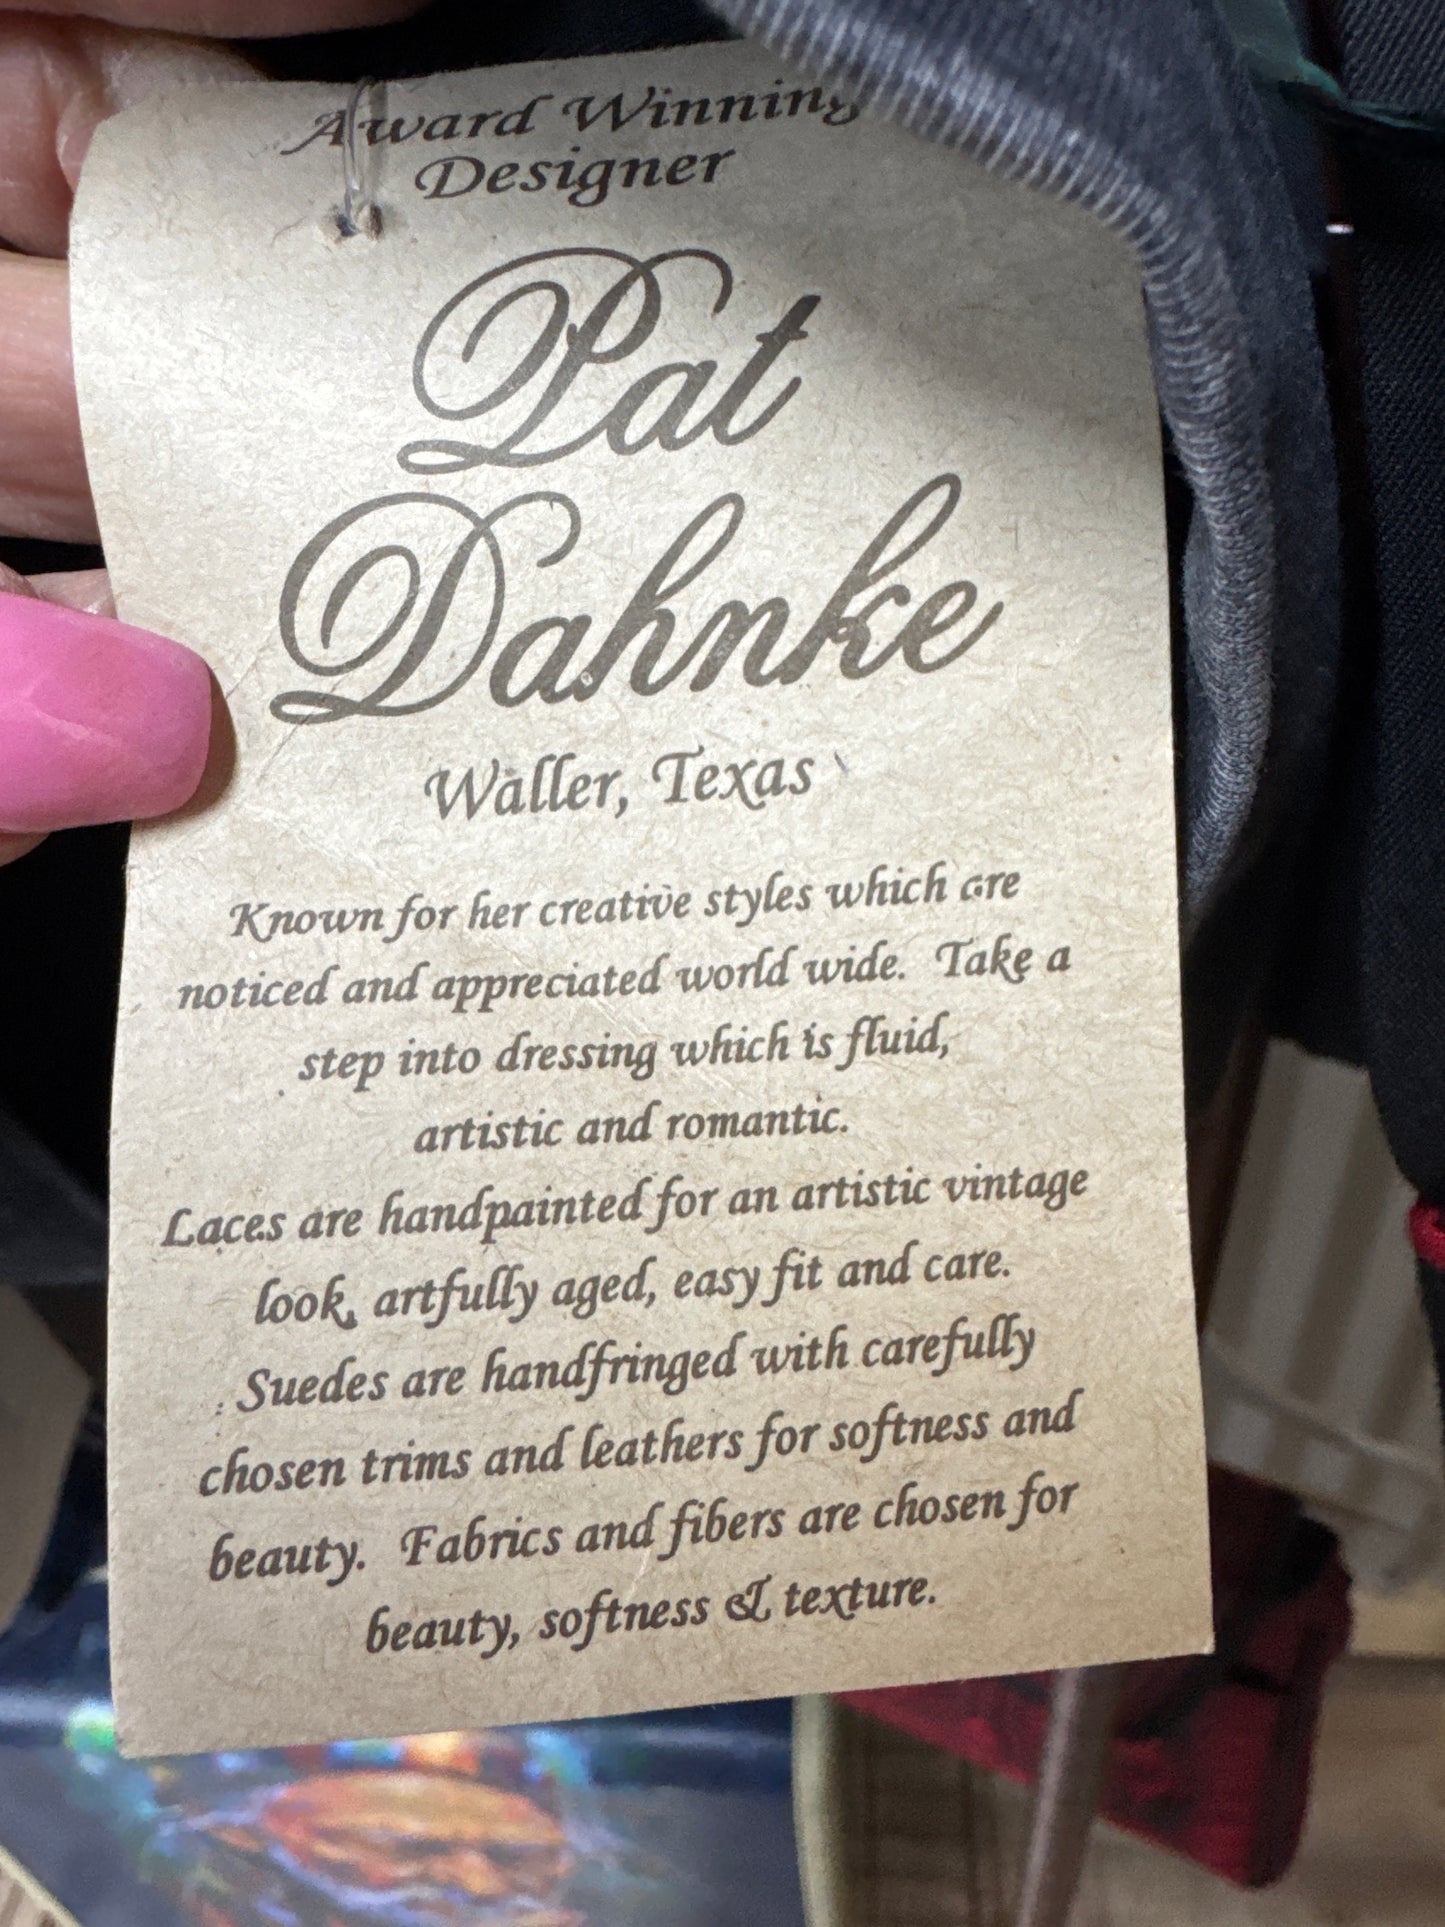 Award Winning
Designer
Pat
Dahnke
Waller, Texas
Known for her creative styles which are
noticed and appreciated world wide. Take a
step into dressing which is fluid,
artistic and romantic.
Laces are handpainted for an artistic vintage
look, artfully aged, easy fit and care.
Suedes are handfringed with carefully
chosen trims and leathers for softness and
beauty. Fabrics and fibers are chosen for
beauty, softness & texture.